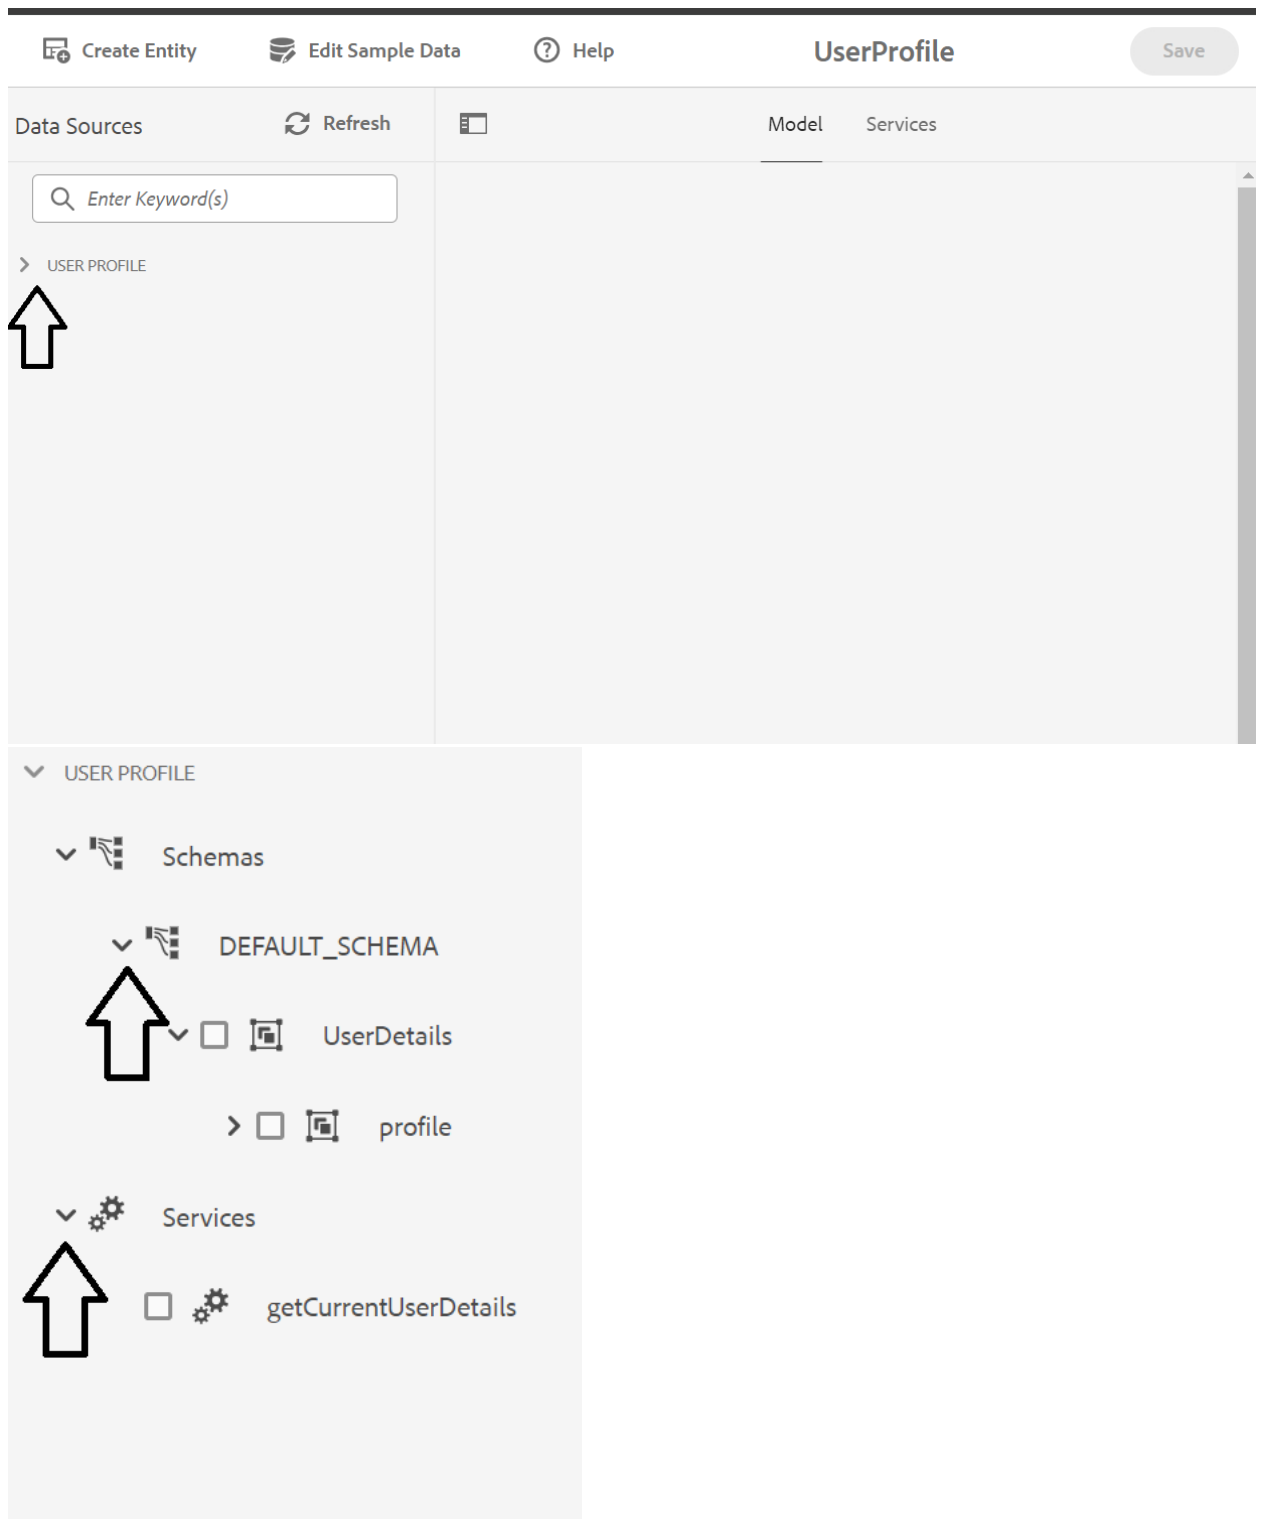 Create Entity Edit Sample Data Help UserProfile Save
Data Sources Refresh Model Services
Enter Keyword(s)
USER PROFILE
USER PROFILE
Schemas
DEFAULT_SCHEMA
UserDetails
profile
Services
getCurrentUserDetails